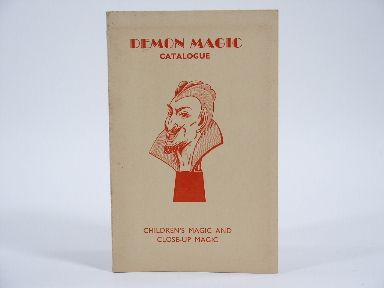 DEMON MAGIC
CATALOGUE
CHILDREN'S MAGIC AND
CLOSE-UP MAGIC